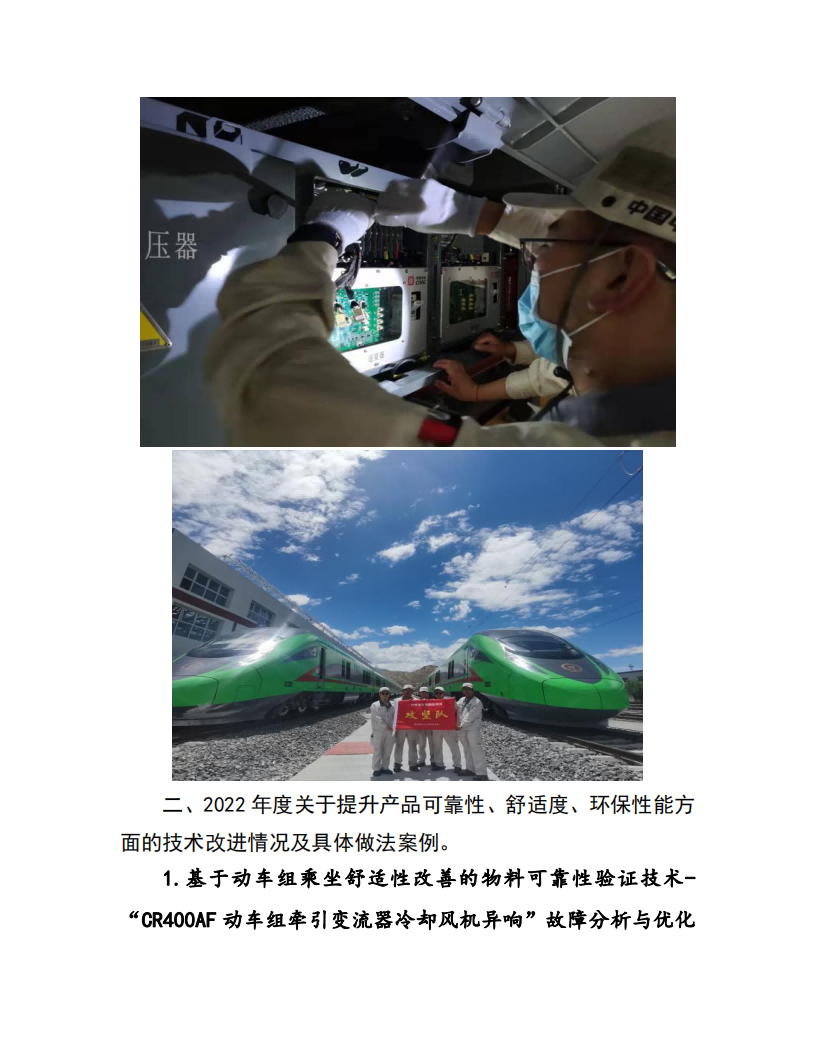 压器
中国中
CRRC
攻坚队
二、2022 年度关于提升产品可靠性、舒适度、环保性能方
面的技术改进情况及具体做法案例。
1.基于动车组乘坐舒适性改善的物料可靠性验证技术-
“CR400AF 动车组牵引变流器冷却风机异响”故障分析与优化